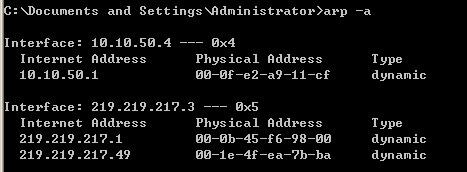 C:\Documents and Settings\Administrator>arp -a
Interface: 10.10.50.4 --- 0x4
Internet Address Physical Address Type
10.10.50.1 00-0f-e2-a9-11-cf dynamic
Interface: 219.219.217.3 --- 0x5
Internet Address Physical Address Type
219.219.217.1 00-0b-45-f6-98-00 dynamic
219.219.217.49 00-1e-4f-ea-7b-ba dynamic